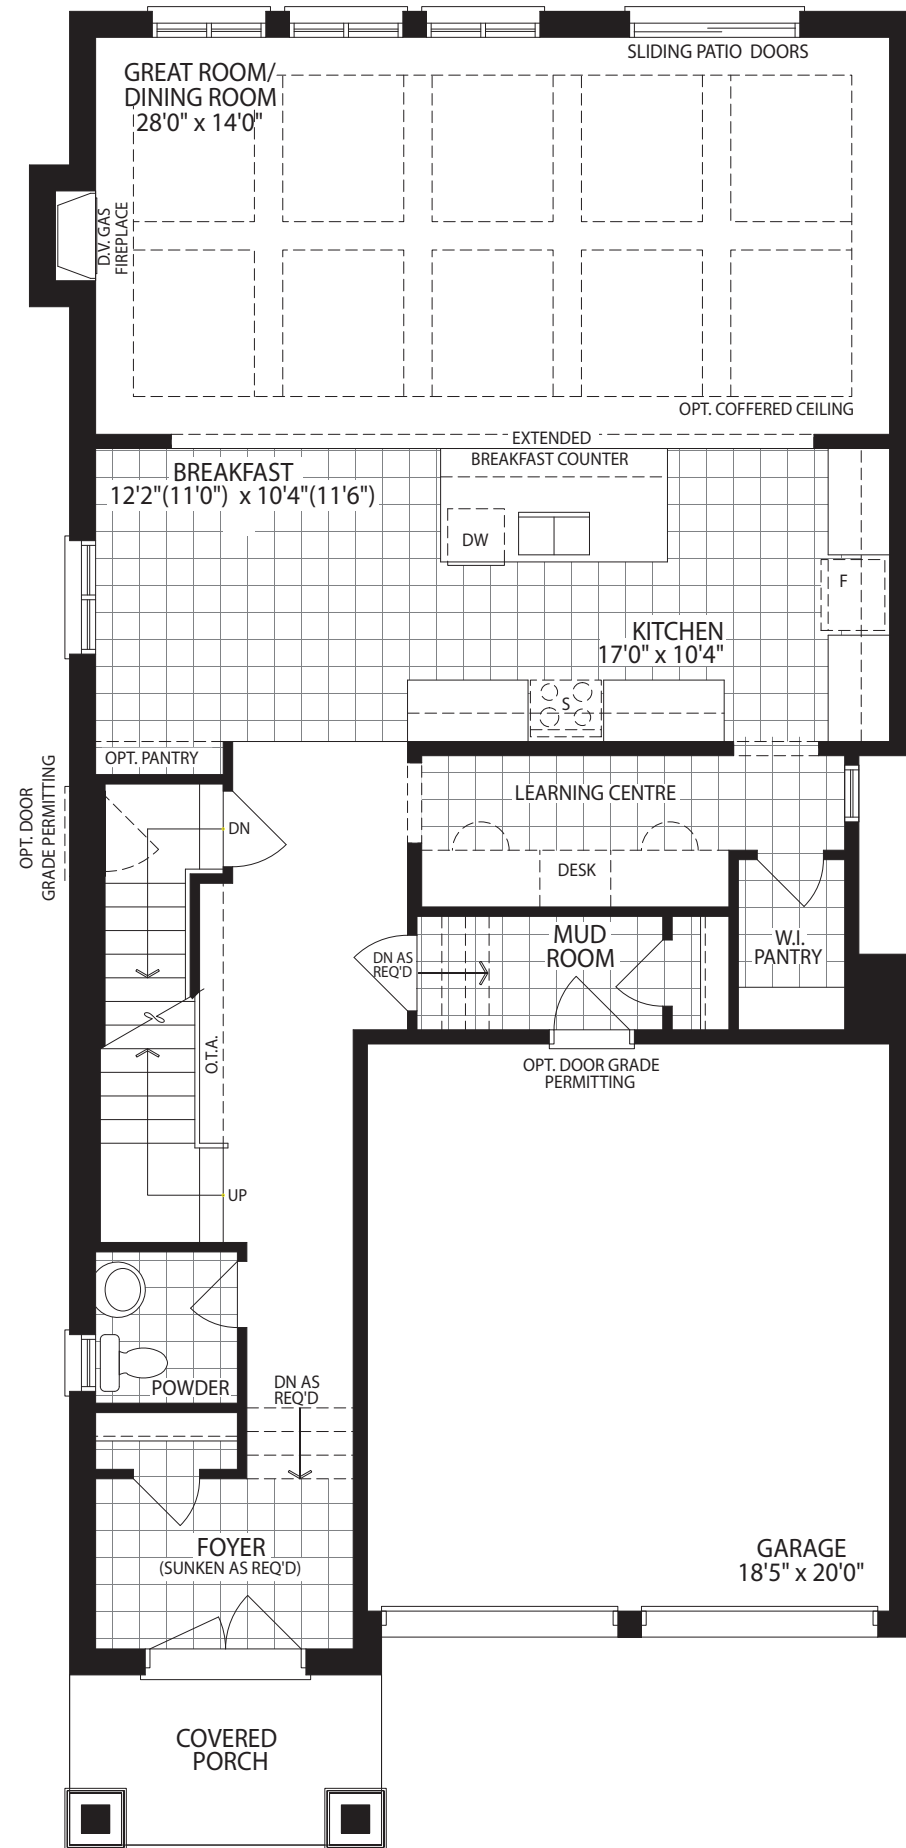 SLIDING PATIO DOORS
GREAT ROOM/
DINING ROOM
28'0" x 14'0"
D.V. GAS
FIREPLACE
OPT. COFFERED CEILING
EXTENDED
BREAKFAST COUNTER
BREAKFAST
12'2"(11'0") x 10'4"(11'6")
DW
F
KITCHEN
17'0" x 10'4"
S
OPT. PANTRY
OPT. DOOR
GRADE PERMITTING
LEARNING CENTRE
DN
DESK
MUD
ROOM
W.I.
PANTRY
DN AS
REQ'D
O.T.A.
OPT. DOOR GRADE
PERMITTING
UP
POWDER
DN AS
REQ'D
FOYER
(SUNKEN AS REQ'D)
GARAGE
18'5" x 20'0"
COVERED
PORCH